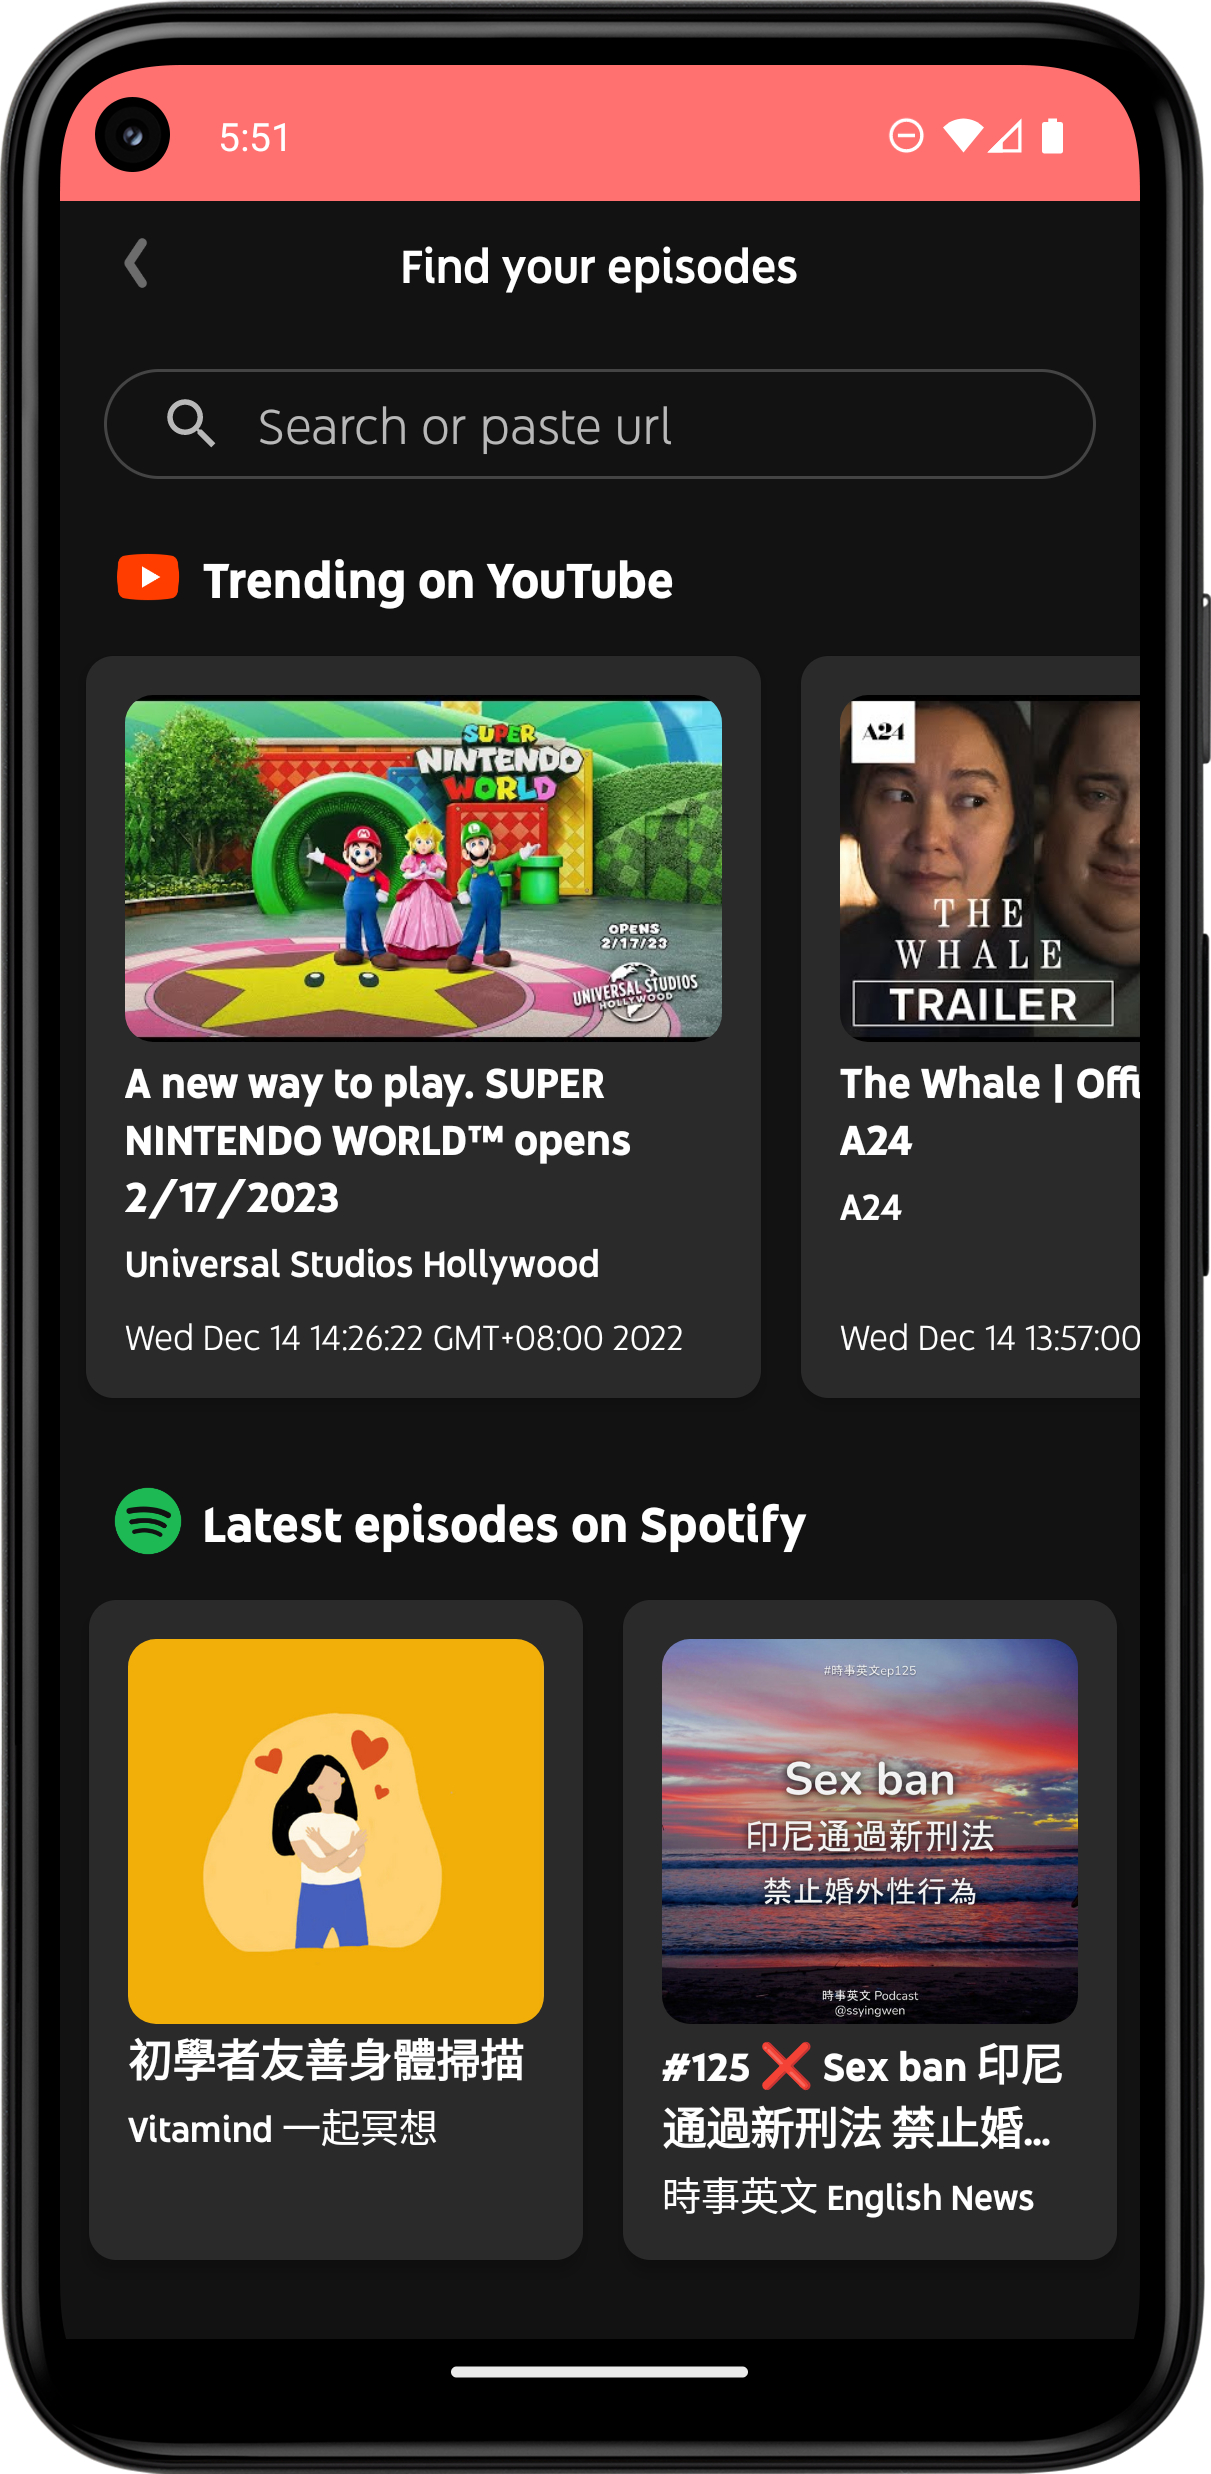 5:51
Find your episodes
Search or paste url
Trending on YouTube
SUPER
NINTENDO
WORLD
OPENS
2/17/23
UNIVERSAL STUDIOS
HOLLYWOOD
A new way to play. SUPER
NINTENDO WORLD™ opens
2/17/2023
Universal Studios Hollywood
Wed Dec 14 14:26:22 GMT+08:00 2022
A24
THE
WHALE
TRAILER
The Whale | Offi
A24
A24
Wed Dec 14 13:57:00
Latest episodes on Spotify
初學者友善身體掃描
Vitamind 一起冥想
#時事英文ep125
Sex ban
印尼通過新刑法
禁止婚外性行為
時事英文 Podcast
@ssyingwen
#125 ❌ Sex ban 印尼
通過新刑法 禁止婚...
時事英文 English News